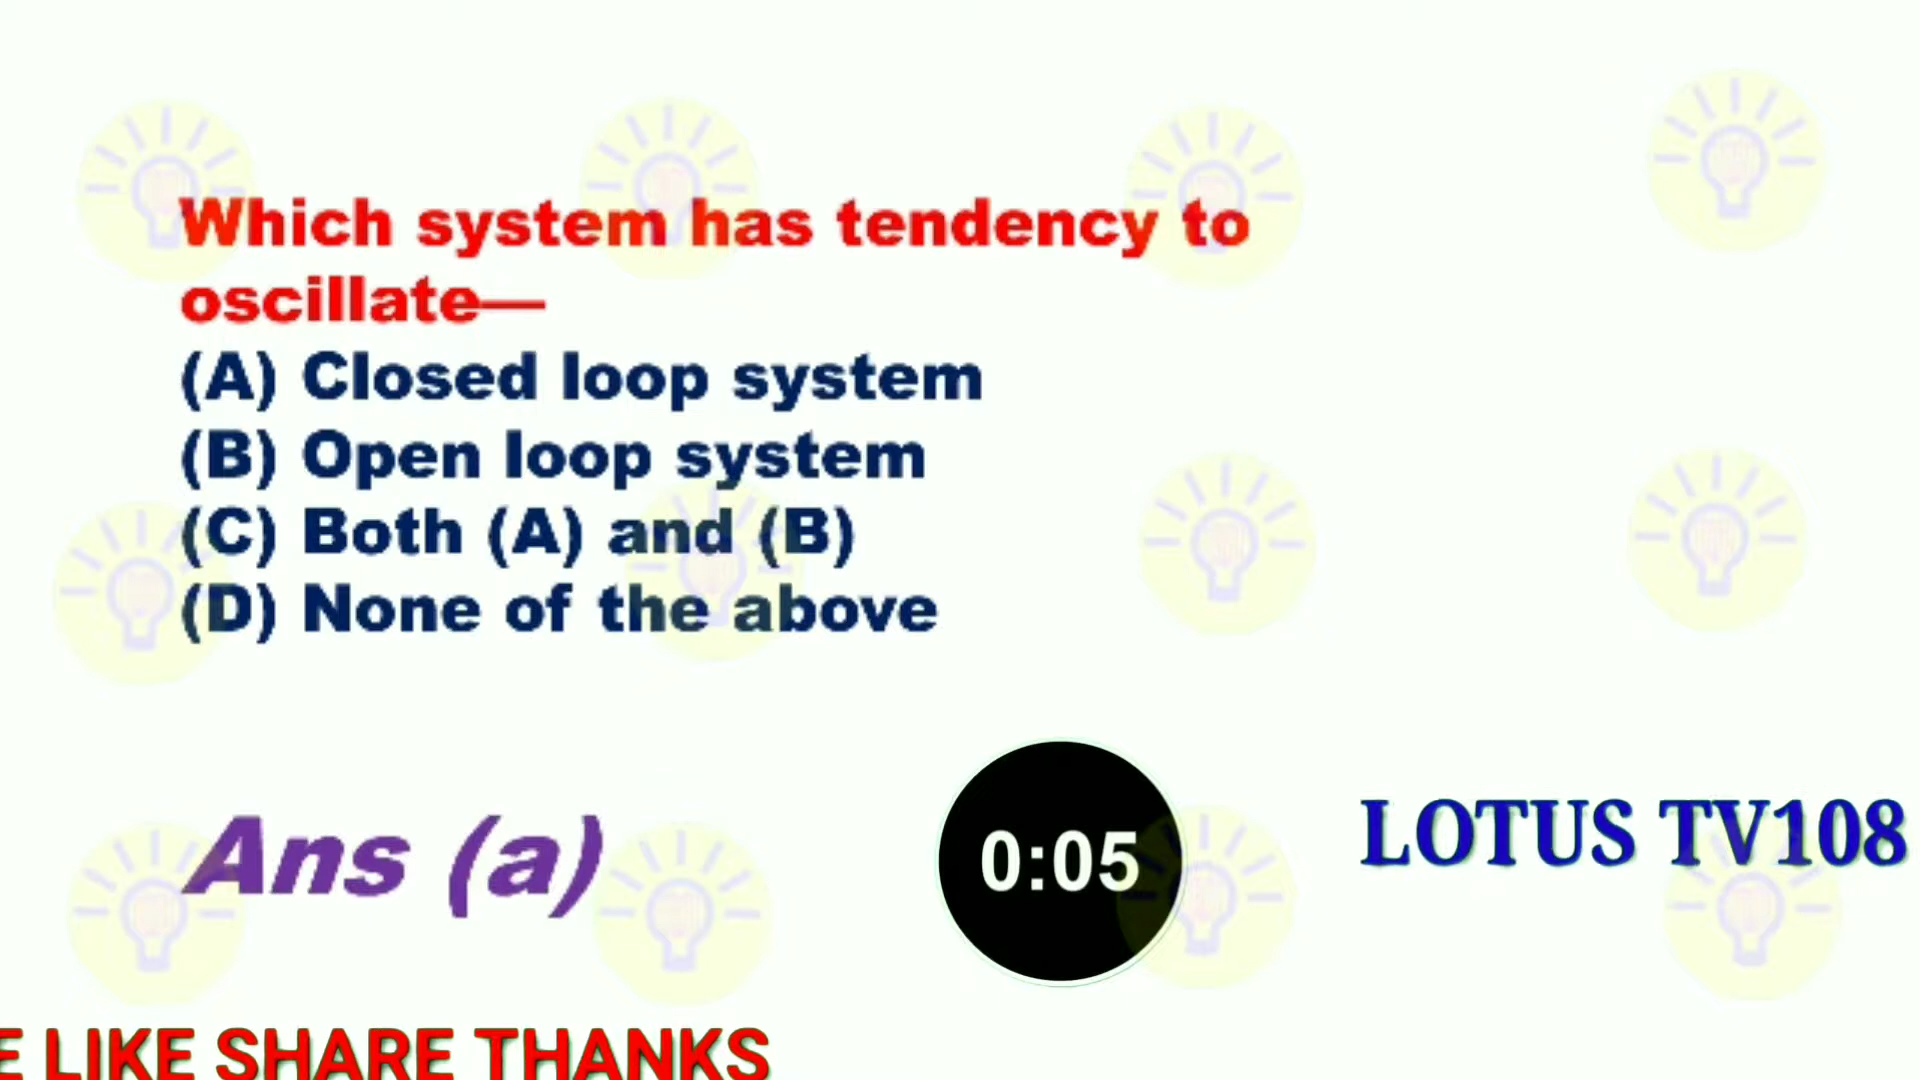 Which system has tendency to
oscillate—
(A) Closed loop system
(B) Open loop system
(C) Both (A) and (B)
(D) None of the above
Ans (a)
0:05
LOTUS TV108
E LIKE SHARE THANKS